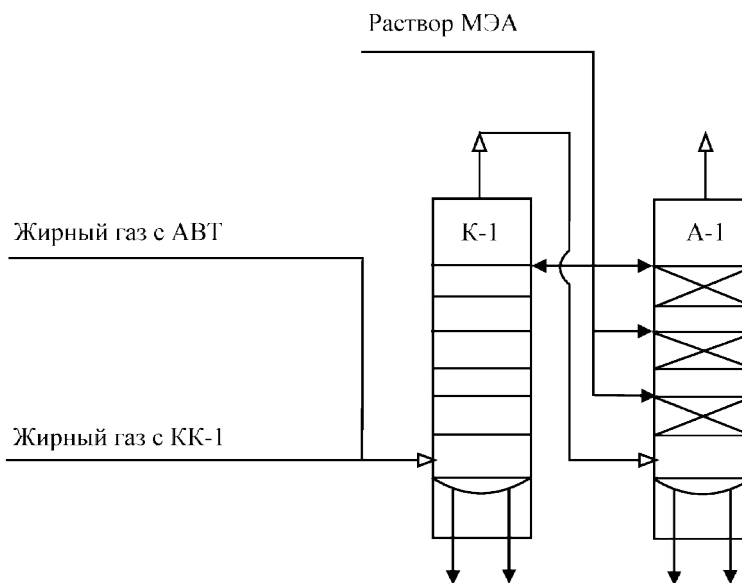 Раствор МЭА
К-1
А-1
Жирный газ с АВТ
Жирный газ с КК-1